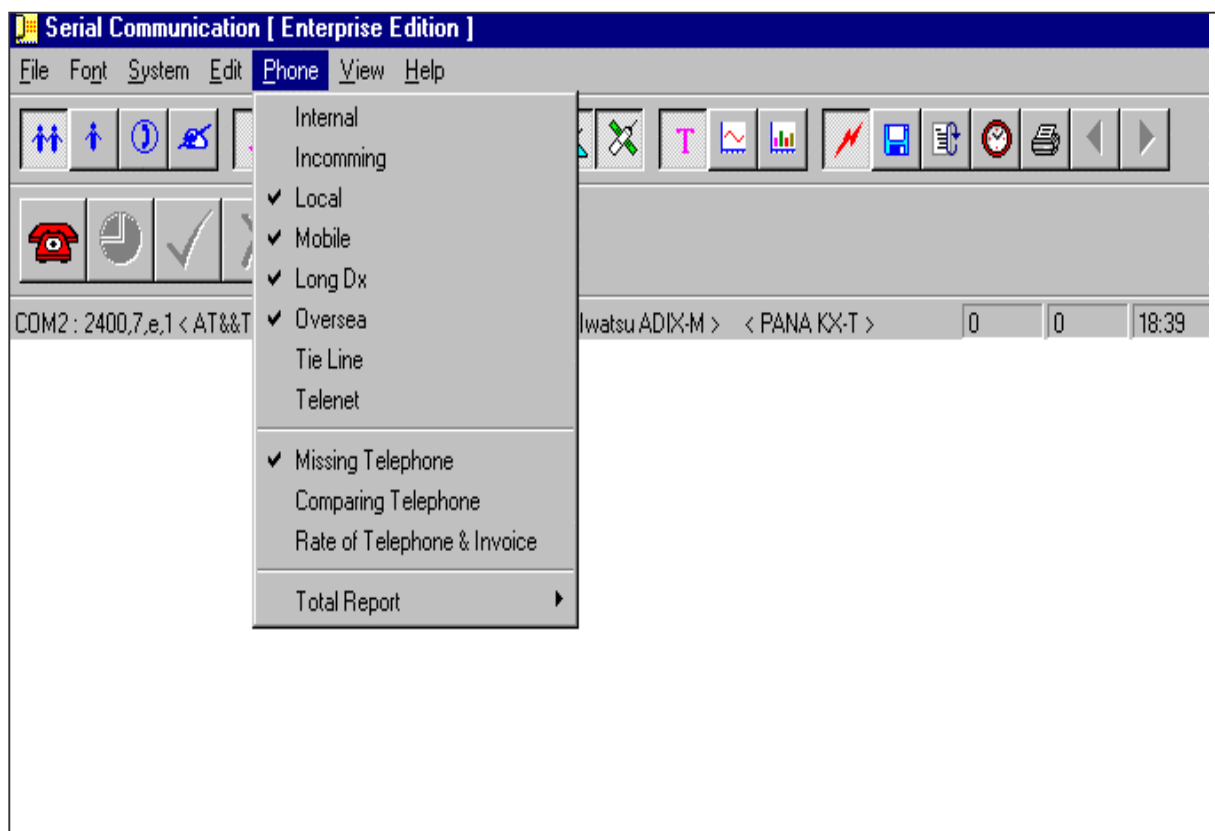 Serial Communication [ Enterprise Edition ]
File Font System Edit Phone View Help
Internal
Incomming
Local
Mobile
Long Dx
Oversea
Tie Line
Telenet
Missing Telephone
Comparing Telephone
Rate of Telephone & Invoice
Total Report
T
COM2 : 2400,7,e,1 < AT&&T Iwatsu ADIX-M > < PANA KX-T > 0 0 18:39